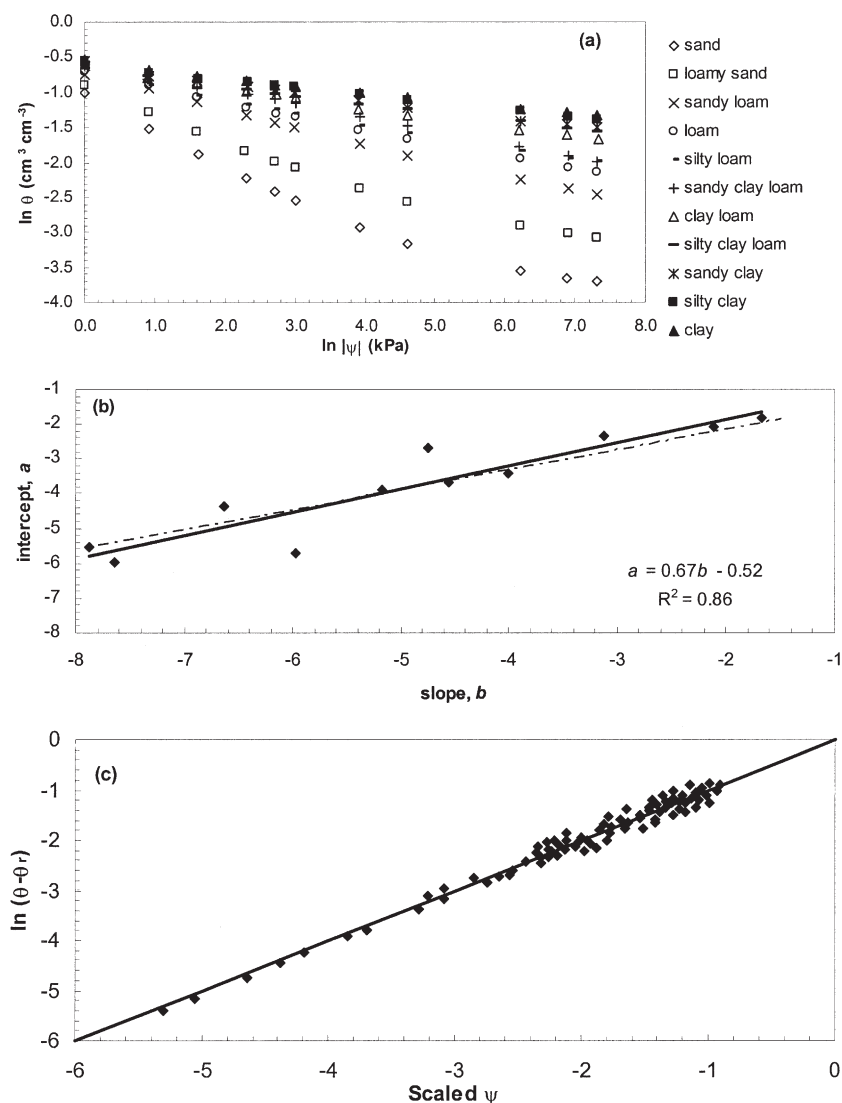 (a)
0.0
-0.5
-1.0
-1.5
-2.0
-2.5
-3.0
-3.5
-4.0
ln θ (cm³ cm⁻³)
0.0 1.0 2.0 3.0 4.0 5.0 6.0 7.0 8.0
ln |ψ| (kPa)
sand
loamy sand
sandy loam
loam
silty loam
sandy clay loam
clay loam
silty clay loam
sandy clay
silty clay
clay
(b)
-1
-2
-3
-4
-5
-6
-7
-8
intercept, a
a = 0.67b - 0.52
R² = 0.86
-8 -7 -6 -5 -4 -3 -2 -1
slope, b
(c)
0
-1
-2
-3
-4
-5
-6
ln (θ-θr)
-6 -5 -4 -3 -2 -1 0
Scaled ψ